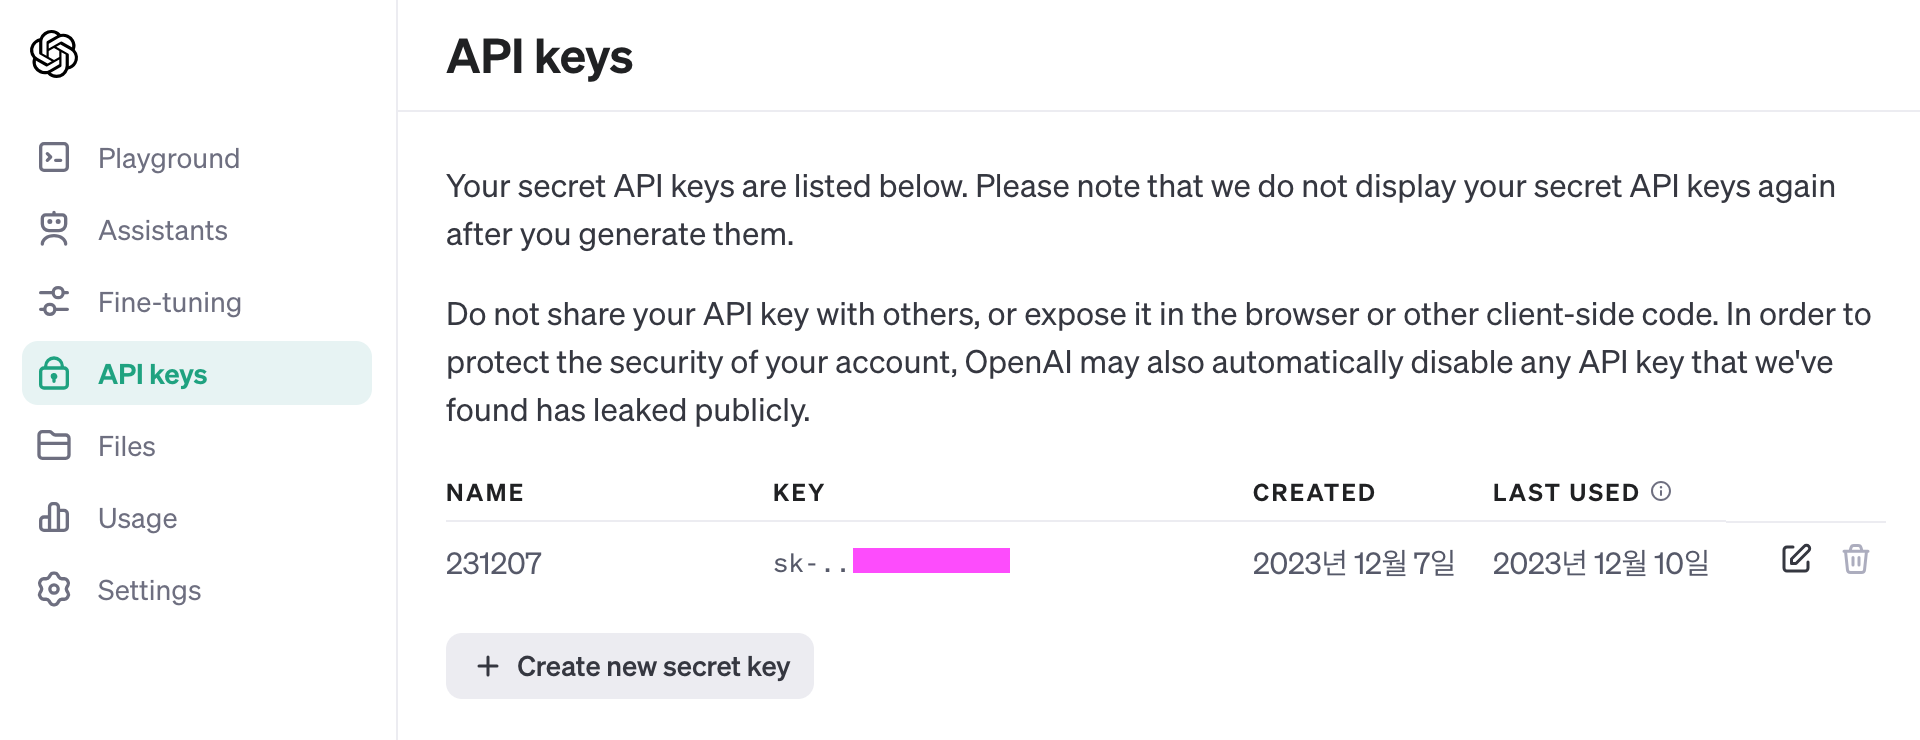 API keys
Playground
Assistants
Fine-tuning
API keys
Files
Usage
Settings
Your secret API keys are listed below. Please note that we do not display your secret API keys again
after you generate them.
Do not share your API key with others, or expose it in the browser or other client-side code. In order to
protect the security of your account, OpenAI may also automatically disable any API key that we've
found has leaked publicly.
NAME KEY CREATED LAST USED
231207 sk-.. 2023년 12월 7일 2023년 12월 10일
+ Create new secret key